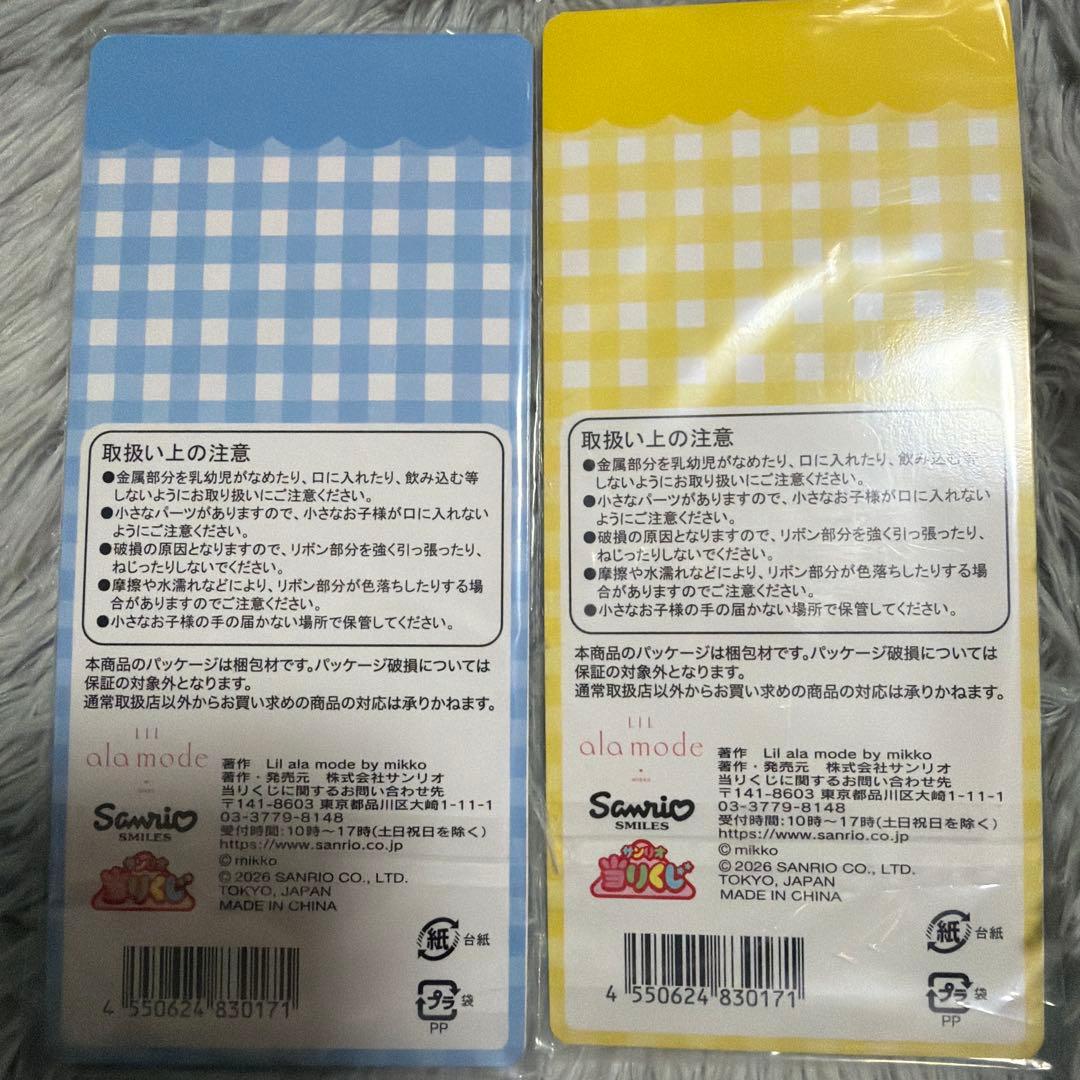 取扱い上の注意
●金属部分を乳幼児がなめたり、口に入れたり、飲み込む等
しないようにお取り扱いにご注意ください。
●小さなパーツがありますので、小さなお子様が口に入れない
ようにご注意ください。
●破損の原因となりますので、リボン部分を強く引っ張ったり、
ねじったりしないでください。
●摩擦や水濡れなどにより、リボン部分が色落ちしたりする場
合がありますのでご注意ください。
●小さなお子様の手の届かない場所で保管してください。
本商品のパッケージは梱包材です。パッケージ破損については
保証の対象外となります。
通常取扱店以外からお買い求めの商品の対応は承りかねます。
LIL
ala mode
著作 Lil ala mode by mikko
著作・発売元 株式会社サンリオ
当りくじに関するお問い合わせ先
〒141-8603 東京都品川区大崎1-11-1
03-3779-8148
受付時間:10時〜17時(土日祝日を除く)
https://www.sanrio.co.jp
Sanrio
SMILES
サンリオ
当りくじ
©mikko
©2026 SANRIO CO., LTD.
TOKYO, JAPAN
MADE IN CHINA
紙 台紙
プラ 袋
PP
4 550624 830171
取扱い上の注意
●金属部分を乳幼児がなめたり、口に入れたり、飲み込む等
しないようにお取り扱いにご注意ください。
●小さなパーツがありますので、小さなお子様が口に入れない
ようにご注意ください。
●破損の原因となりますので、リボン部分を強く引っ張ったり、
ねじったりしないでください。
●摩擦や水濡れなどにより、リボン部分が色落ちしたりする場
合がありますのでご注意ください。
●小さなお子様の手の届かない場所で保管してください。
本商品のパッケージは梱包材です。パッケージ破損については
保証の対象外となります。
通常取扱店以外からお買い求めの商品の対応は承りかねます。
LIL
ala mode
MIKKO
著作 Lil ala mode by mikko
著作・発売元 株式会社サンリオ
当りくじに関するお問い合わせ先
〒141-8603 東京都品川区大崎1-11-1
03-3779-8148
受付時間:10時〜17時(土日祝日を除く)
https://www.sanrio.co.jp
Sanrio
SMILES
サンリオ
当りくじ
©mikko
©2026 SANRIO CO., LTD.
TOKYO, JAPAN
MADE IN CHINA
紙 台紙
プラ 袋
PP
4 550624 830171